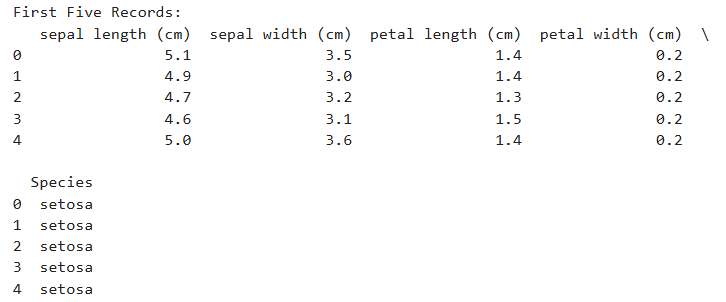 First Five Records:
   sepal length (cm)  sepal width (cm)  petal length (cm)  petal width (cm)  \
0                5.1               3.5                1.4               0.2
1                4.9               3.0                1.4               0.2
2                4.7               3.2                1.3               0.2
3                4.6               3.1                1.5               0.2
4                5.0               3.6                1.4               0.2

  Species
0  setosa
1  setosa
2  setosa
3  setosa
4  setosa